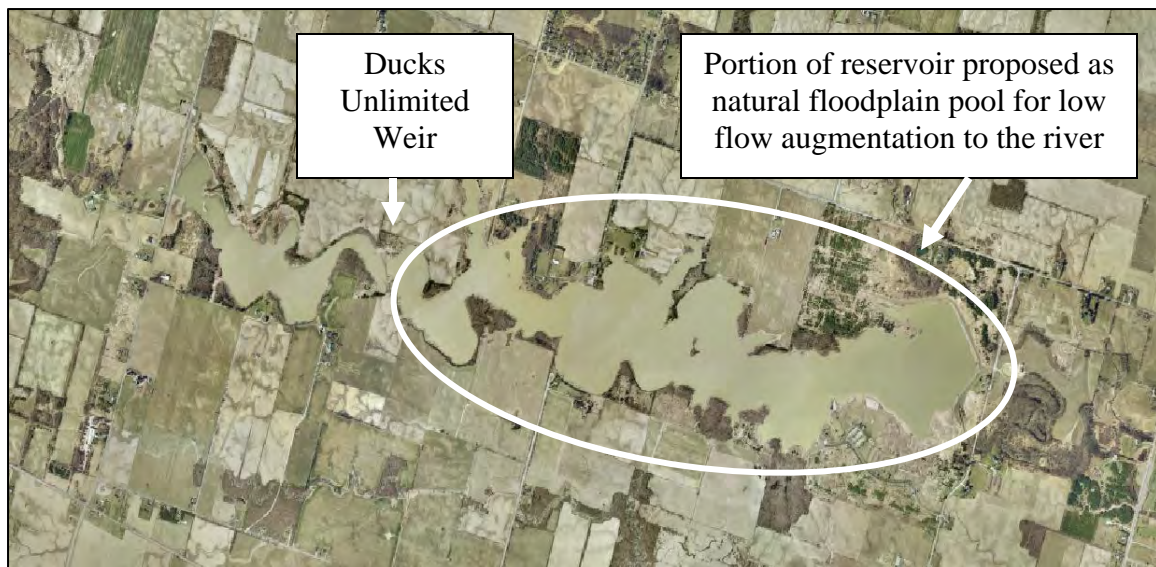 Ducks
Unlimited
Weir
Portion of reservoir proposed as
natural floodplain pool for low
flow augmentation to the river